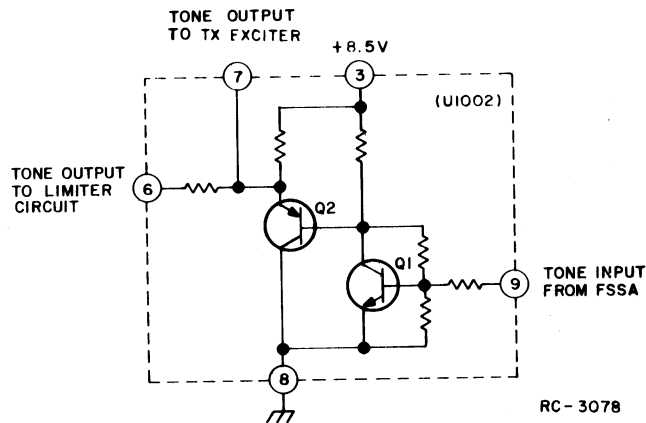 TONE OUTPUT
TO TX EXCITER
+8.5V
7
3
(U1002)
TONE OUTPUT
TO LIMITER
CIRCUIT
6
Q2
Q1
9
TONE INPUT
FROM FSSA
8
RC-3078